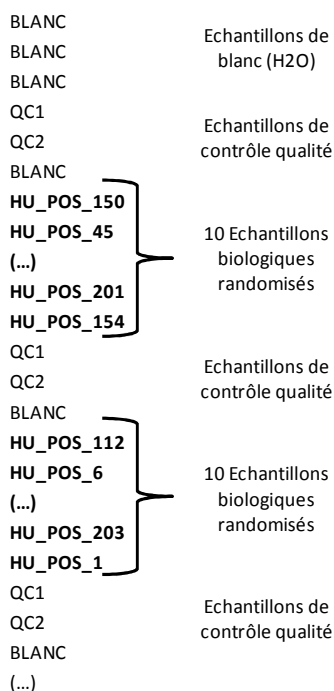 BLANC
BLANC
BLANC
Echantillons de
blanc (H2O)
QC1
QC2
Echantillons de
contrôle qualité
BLANC
HU_POS_150
HU_POS_45
(…)
HU_POS_201
HU_POS_154
10 Echantillons
biologiques
randomisés
QC1
QC2
Echantillons de
contrôle qualité
BLANC
HU_POS_112
HU_POS_6
(…)
HU_POS_203
HU_POS_1
10 Echantillons
biologiques
randomisés
QC1
QC2
Echantillons de
contrôle qualité
BLANC
(…)